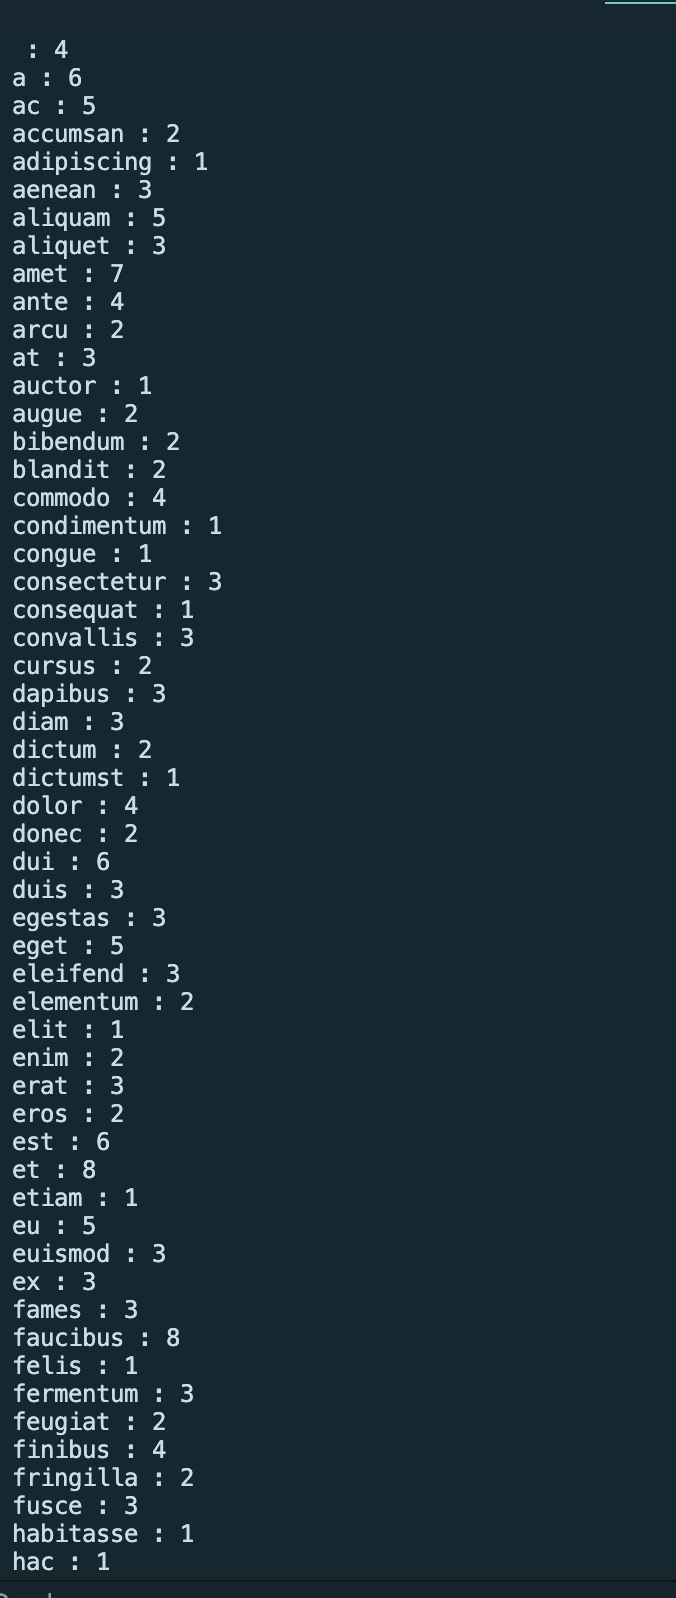 : 4
a : 6
ac : 5
accumsan : 2
adipiscing : 1
aenean : 3
aliquam : 5
aliquet : 3
amet : 7
ante : 4
arcu : 2
at : 3
auctor : 1
augue : 2
bibendum : 2
blandit : 2
commodo : 4
condimentum : 1
congue : 1
consectetur : 3
consequat : 1
convallis : 3
cursus : 2
dapibus : 3
diam : 3
dictum : 2
dictumst : 1
dolor : 4
donec : 2
dui : 6
duis : 3
egestas : 3
eget : 5
eleifend : 3
elementum : 2
elit : 1
enim : 2
erat : 3
eros : 2
est : 6
et : 8
etiam : 1
eu : 5
euismod : 3
ex : 3
fames : 3
faucibus : 8
felis : 1
fermentum : 3
feugiat : 2
finibus : 4
fringilla : 2
fusce : 3
habitasse : 1
hac : 1